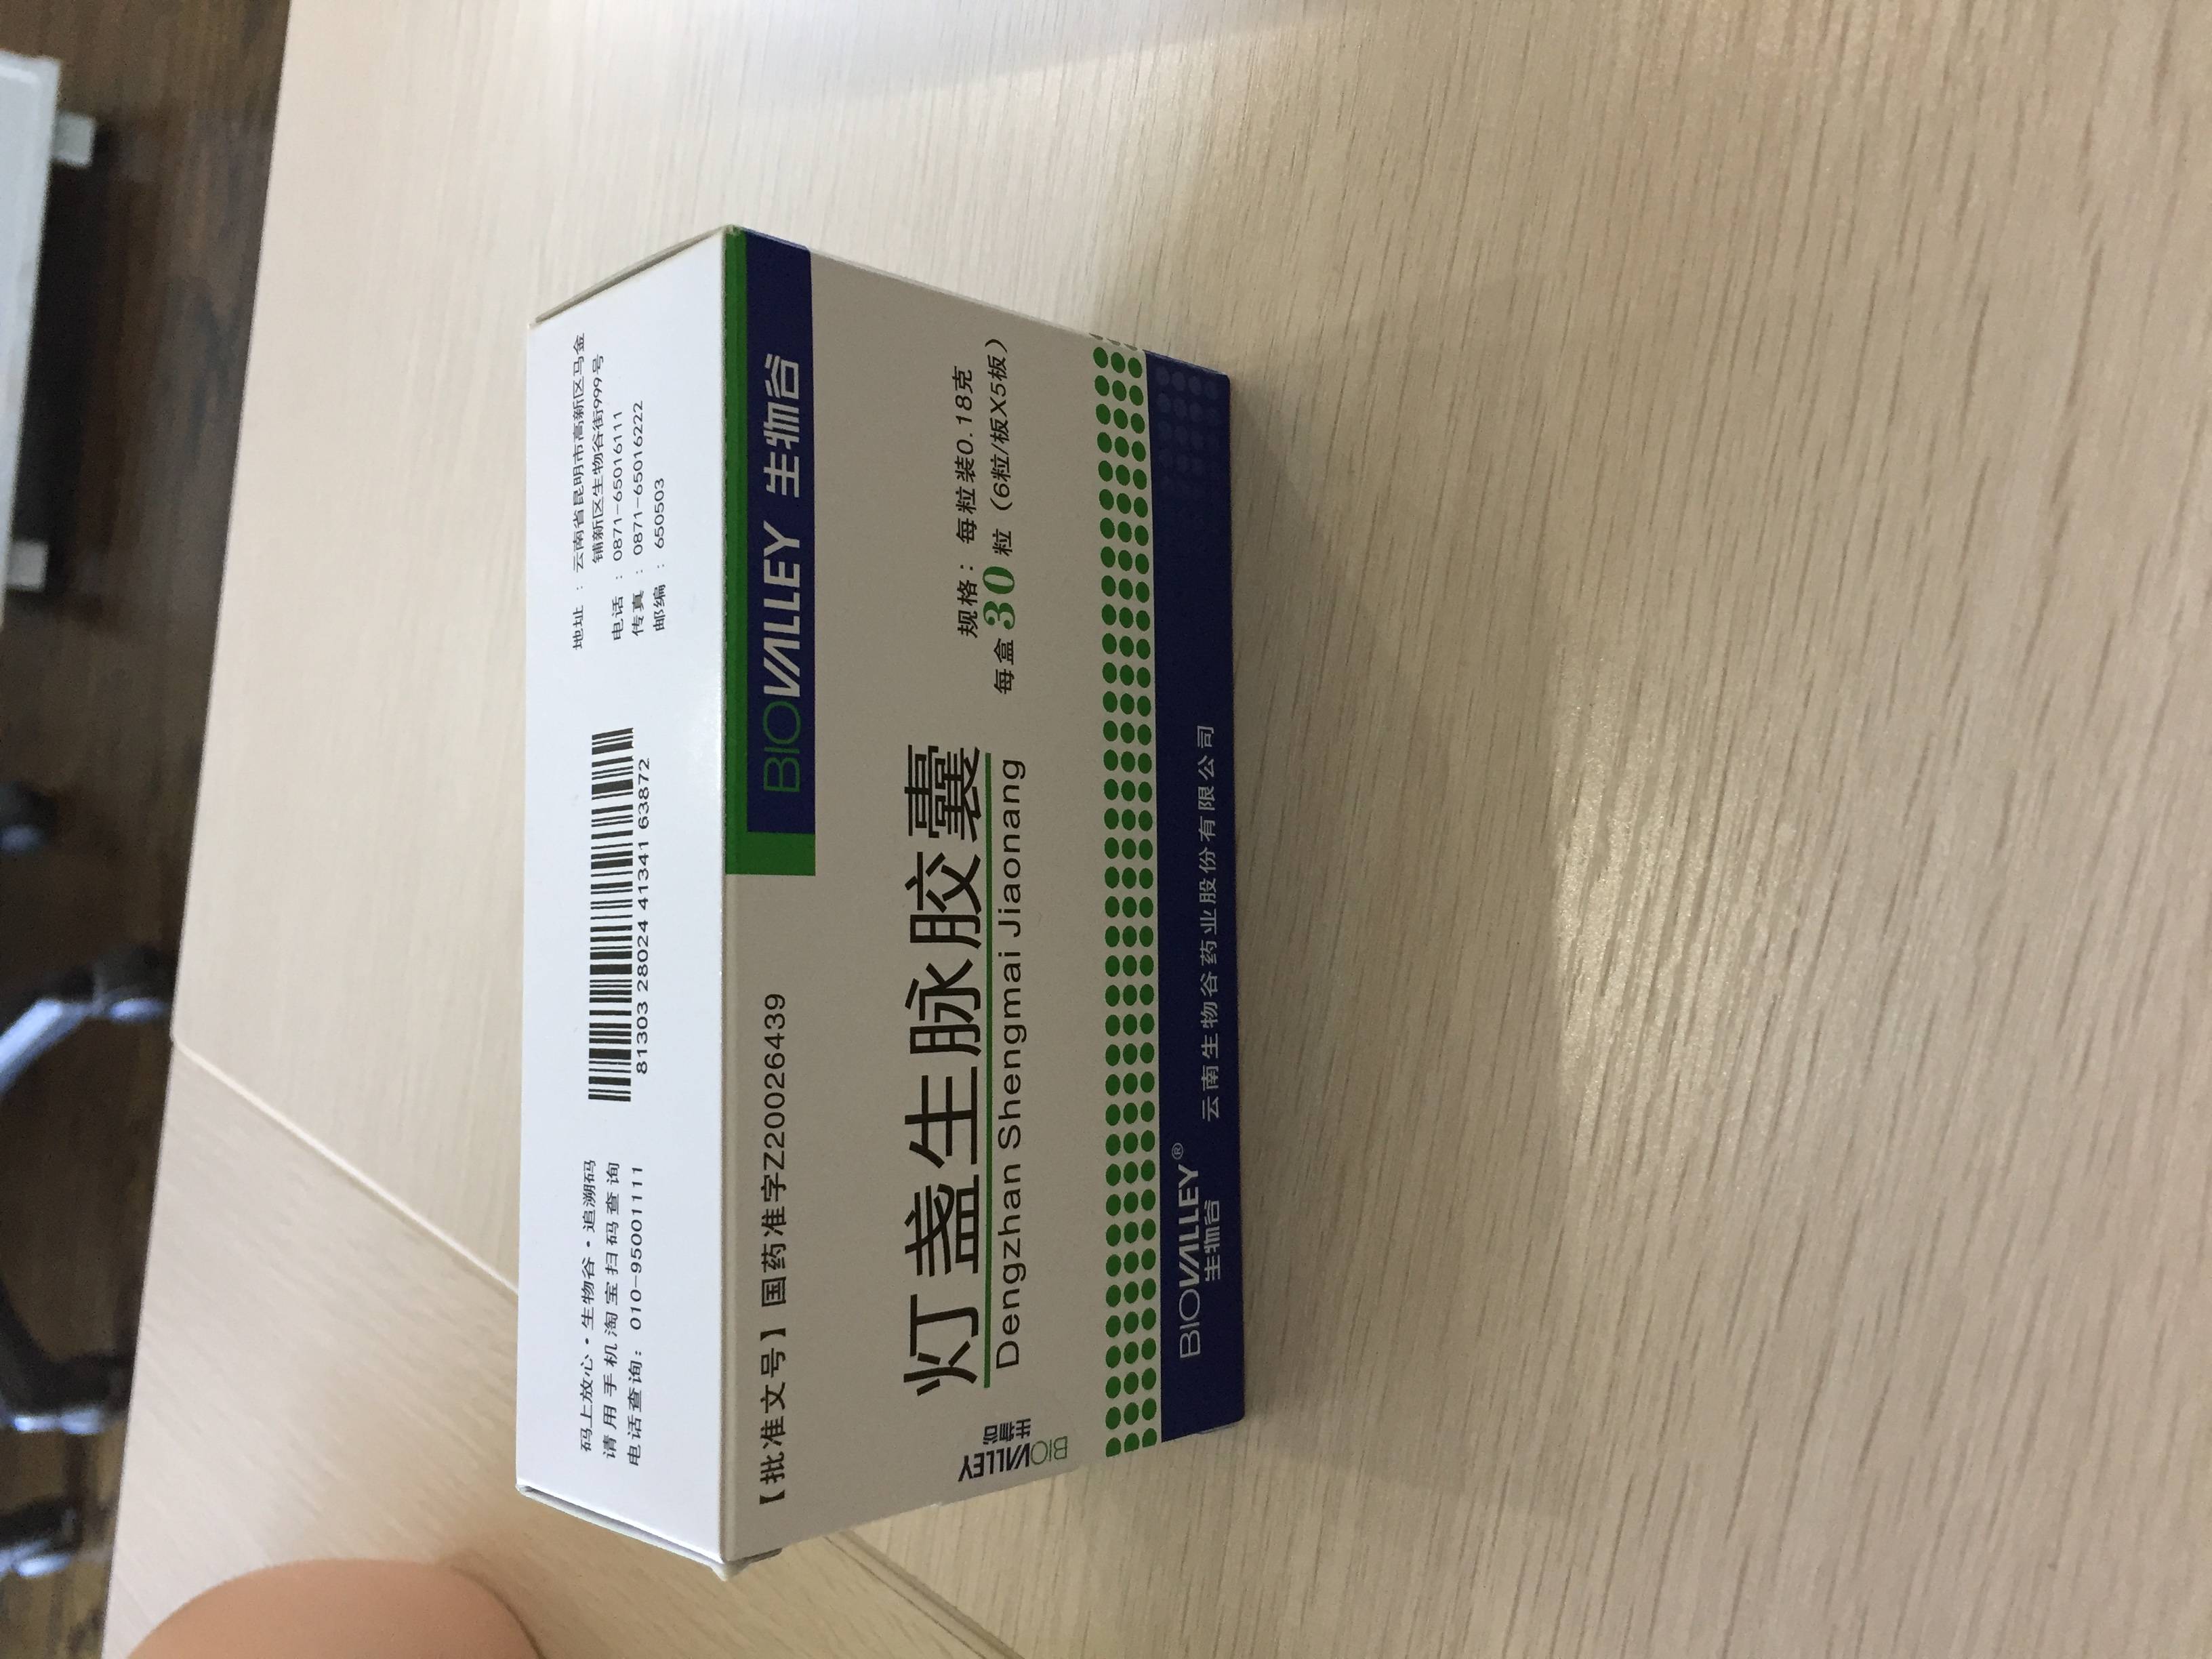 码上放心·生物谷·追溯码
请用手机淘宝扫码查询
电话查询：010-95001111
81303 28024 41341 63872
地址：云南省昆明市高新区马金
铺新区生物谷街999号
电话：0871-65016111
传真：0871-65016222
邮编：650503
【批准文号】国药准字Z20026439
BIOVALLEY 生物谷
灯盏生脉胶囊
Dengzhan Shengmai Jiaonang
规格：每粒装0.18克
每盒30粒（6粒/板X5板）
BIOVALLEY
BIOVALLEY®
生物谷
云南生物谷药业股份有限公司